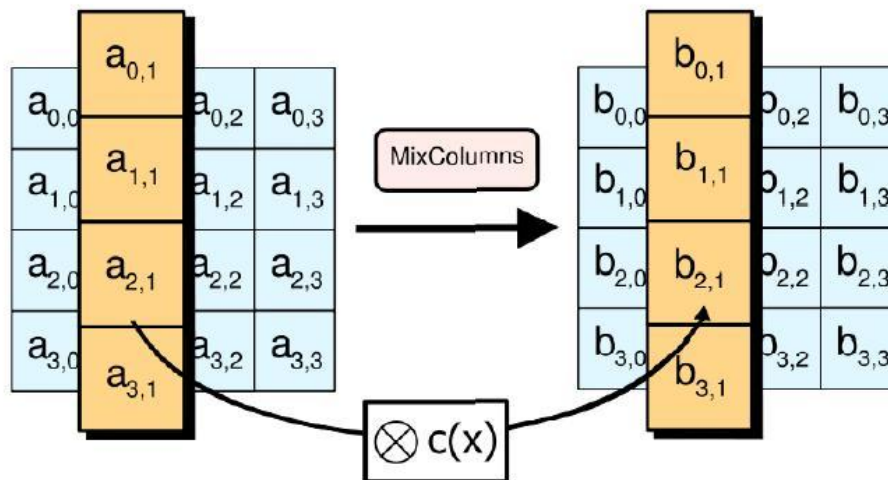 a0,1
a0,0 a0,2 a0,3
a1,1
a1,0 a1,2 a1,3
a2,1
a2,0 a2,2 a2,3
a3,0 a3,2 a3,3
a3,1
MixColumns
b0,1
b0,0 b0,2 b0,3
b1,1
b1,0 b1,2 b1,3
b2,1
b2,0 b2,2 b2,3
b3,0 b3,2 b3,3
b3,1
⊗ c(x)